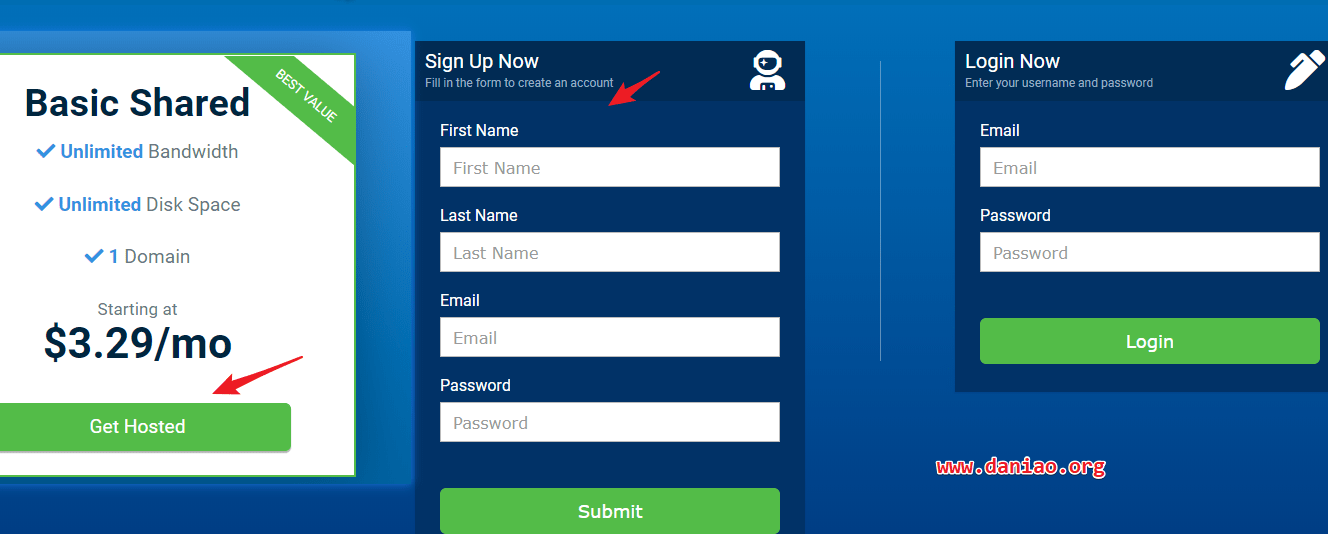 BEST VALUE
Basic Shared
Unlimited Bandwidth
Unlimited Disk Space
1 Domain
Starting at
$3.29/mo
Get Hosted
Sign Up Now
Fill in the form to create an account
First Name
First Name
Last Name
Last Name
Email
Email
Password
Password
Submit
Login Now
Enter your username and password
Email
Email
Password
Password
Login
www.daniao.org